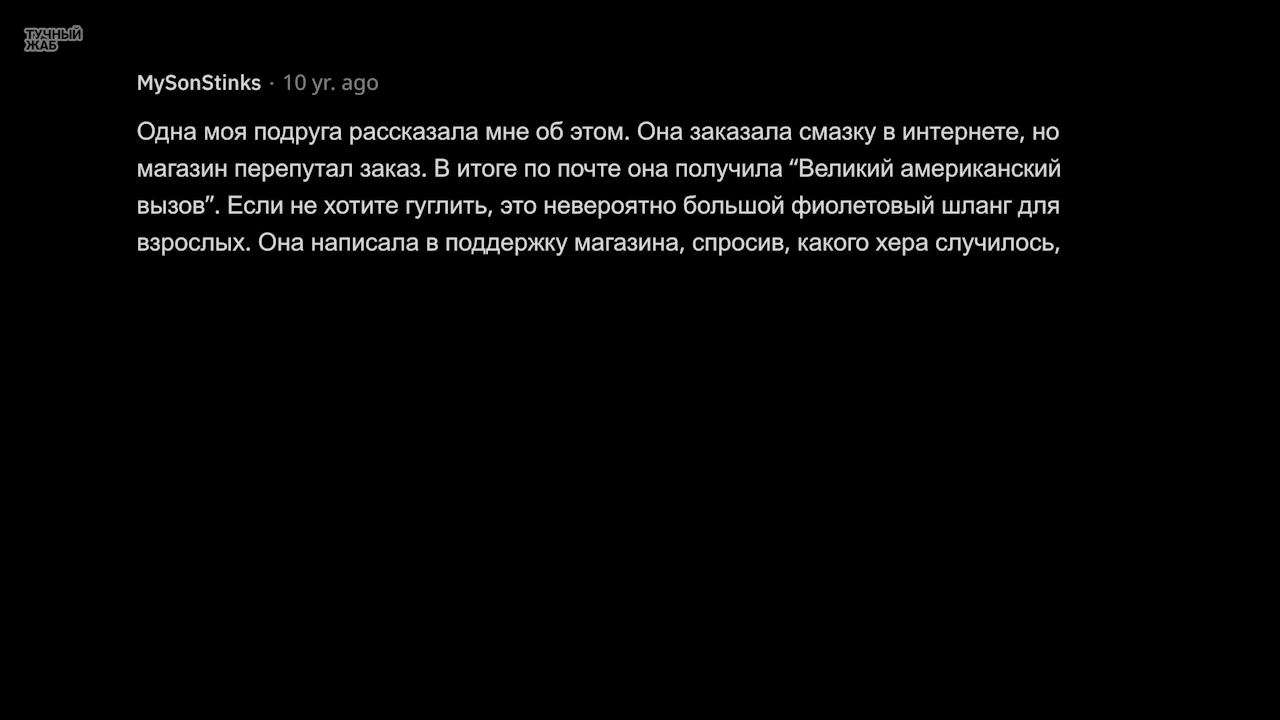 ТУЧНЫЙ
ЖАБ
MySonStinks · 10 yr. ago
Одна моя подруга рассказала мне об этом. Она заказала смазку в интернете, но
магазин перепутал заказ. В итоге по почте она получила “Великий американский
вызов”. Если не хотите гуглить, это невероятно большой фиолетовый шланг для
взрослых. Она написала в поддержку магазина, спросив, какого хера случилось,